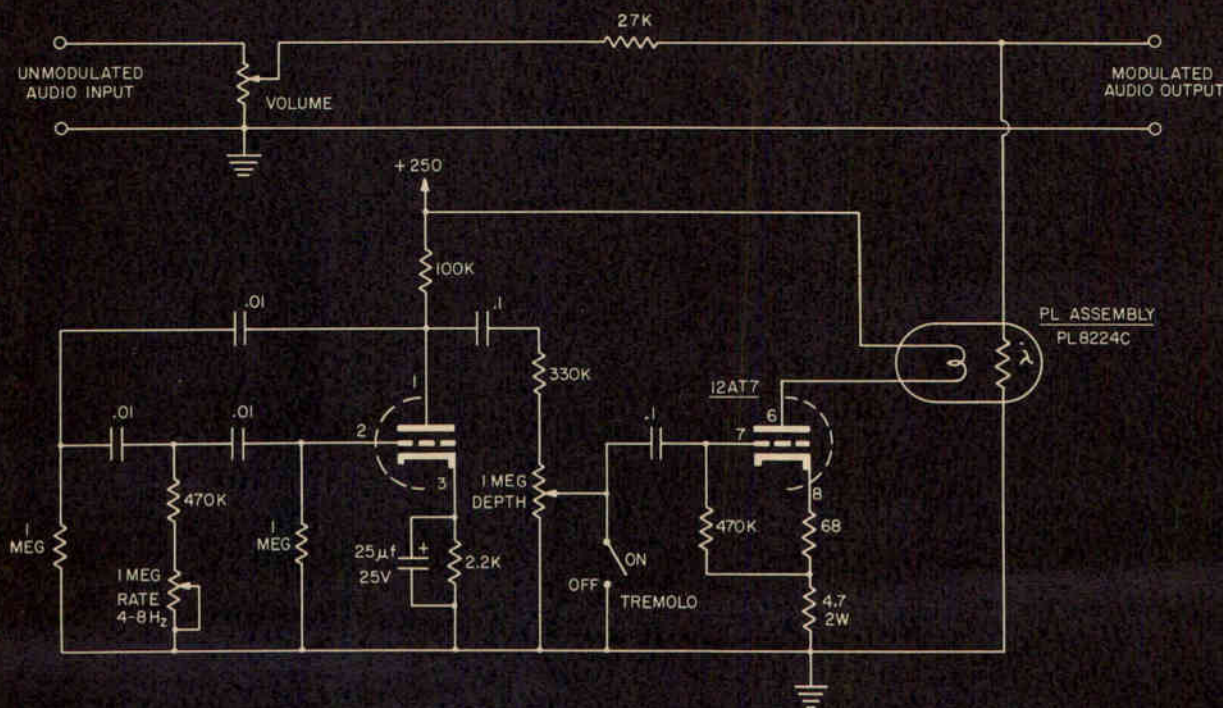 27K
UNMODULATED
AUDIO INPUT
VOLUME
MODULATED
AUDIO OUTPUT
+250
100K
.01
.1
PL ASSEMBLY
PL8224C
330K
12AT7
1
.01
.01
2
3
6
7
8
.1
1 MEG
DEPTH
470K
1
MEG
1
MEG
1 MEG
RATE
4-8Hz
25μf
25V
+
2.2K
470K
68
ON
OFF
TREMOLO
4.7
2W
λ